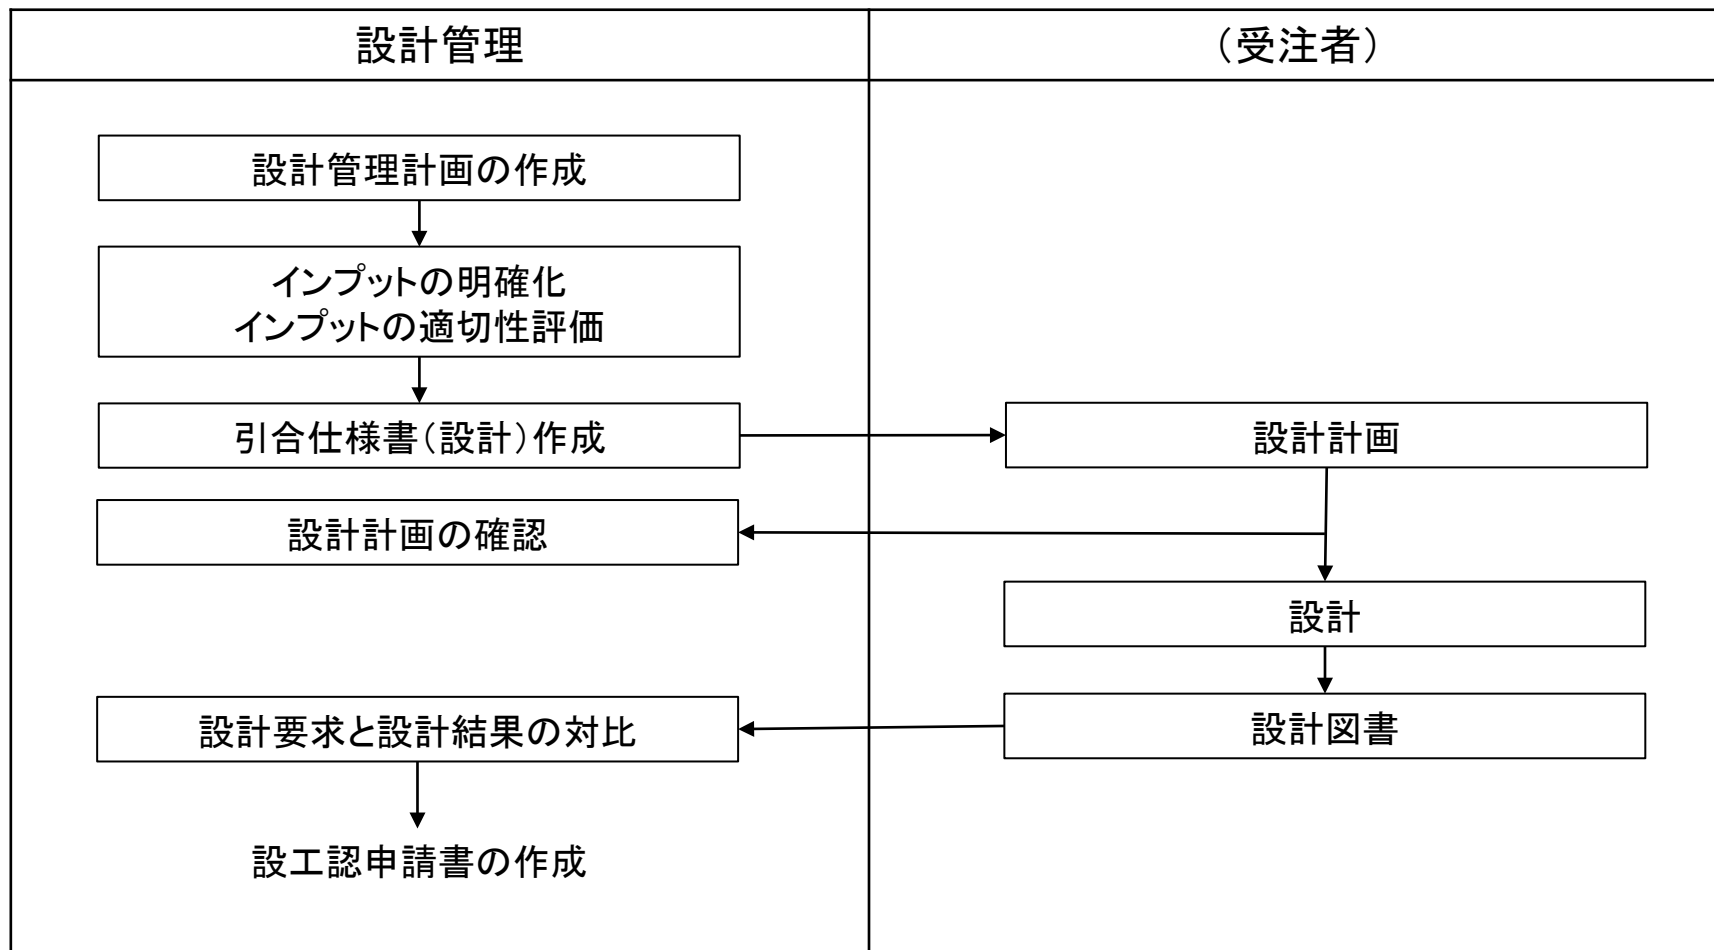 設計管理
（受注者）
設計管理計画の作成
インプットの明確化
インプットの適切性評価
引合仕様書（設計）作成
設計計画
設計計画の確認
設計
設計要求と設計結果の対比
設計図書
設工認申請書の作成